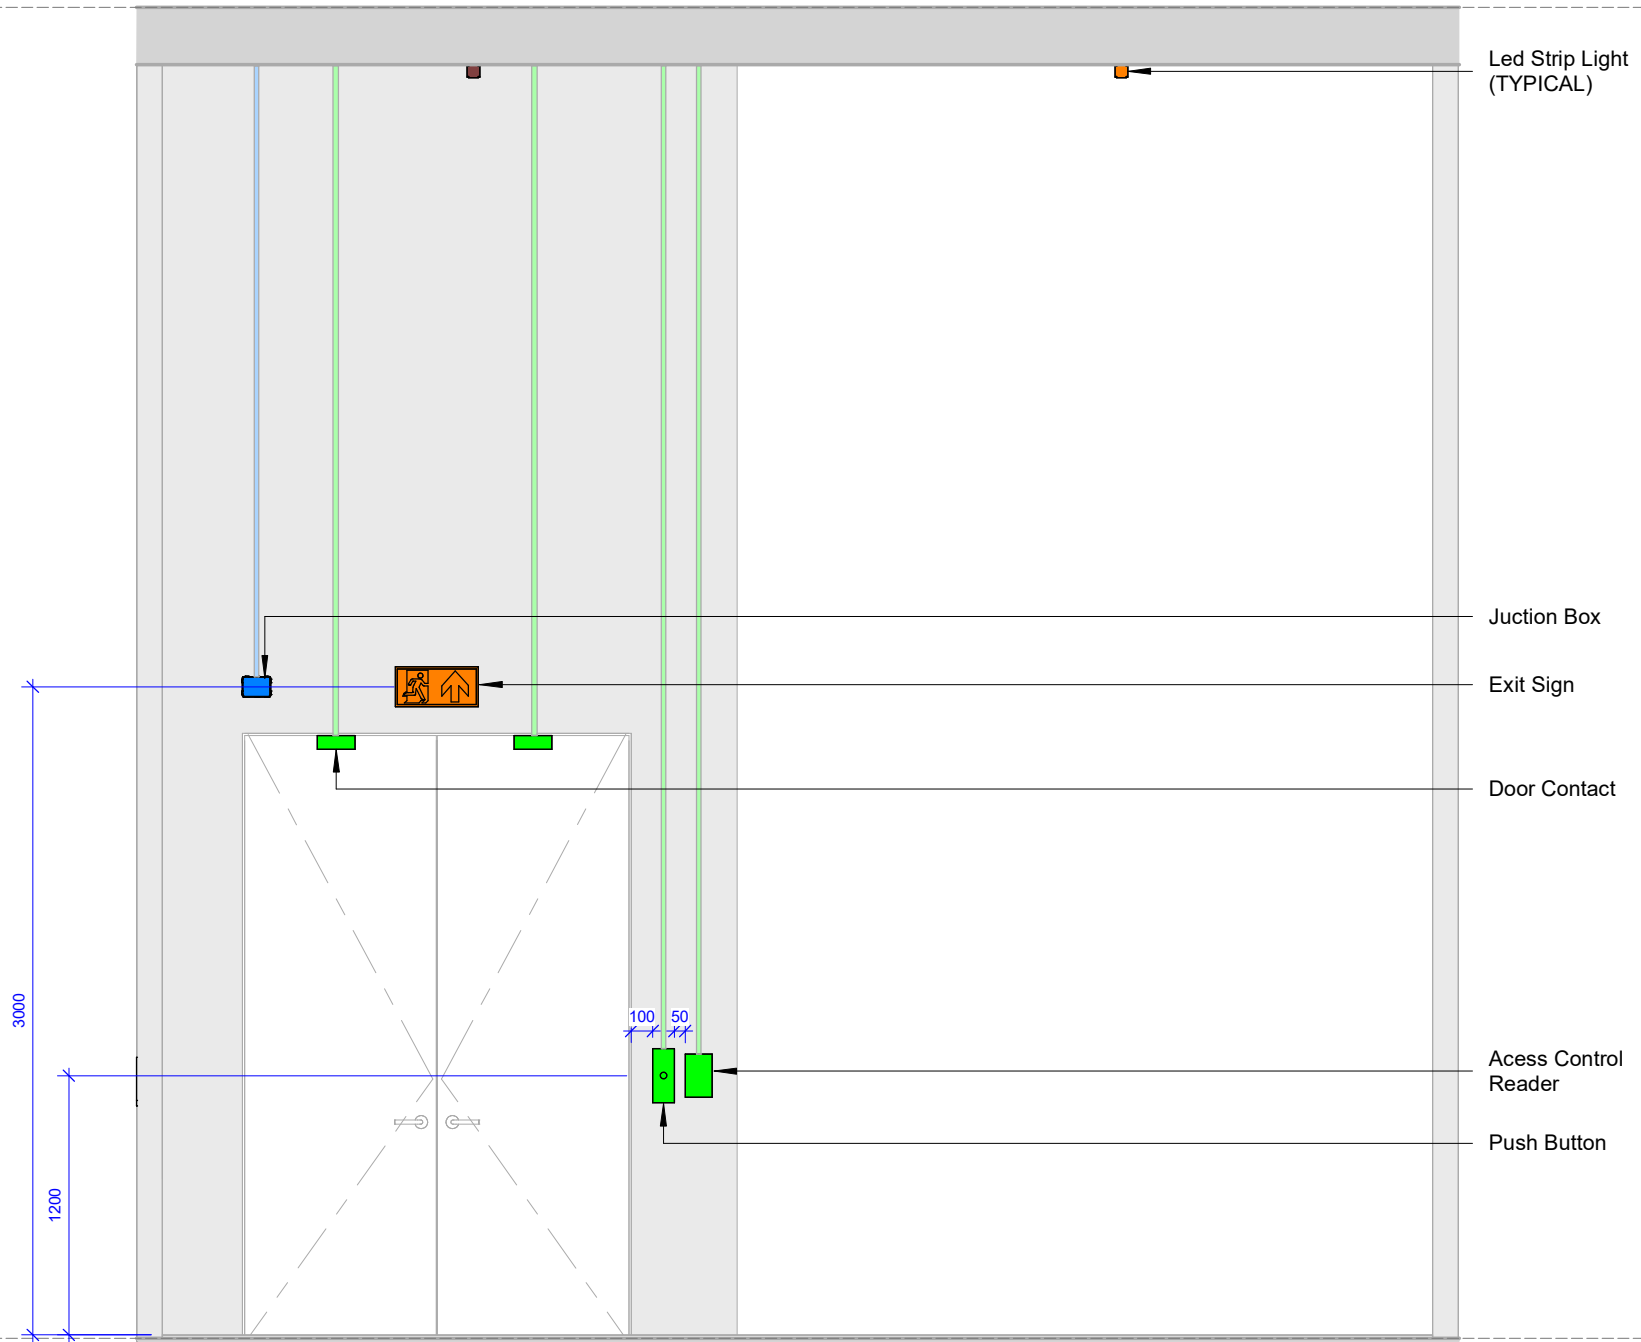 Led Strip Light
(TYPICAL)
Juction Box
Exit Sign
Door Contact
3000
100
50
Acess Control
Reader
Push Button
1200